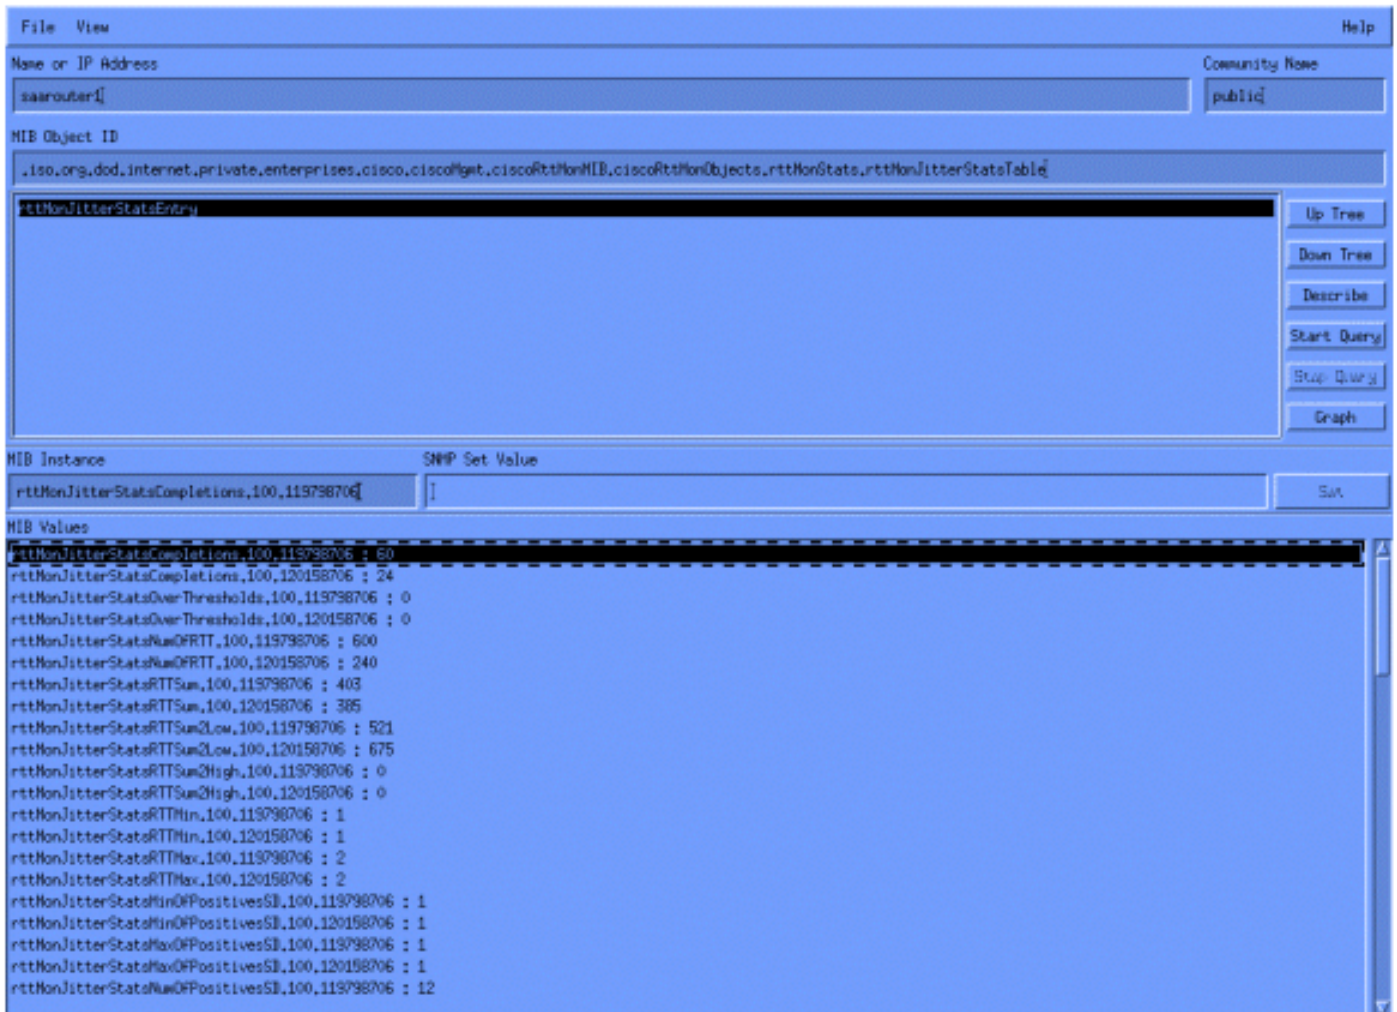 File View Help
Name or IP Address Community Name
saarouter1 public
MIB Object ID
.iso.org.dod.internet.private.enterprises.cisco.ciscoMgmt.ciscoRttMonMIB.ciscoRttMonObjects.rttMonStats.rttMonJitterStatsTable
rttMonJitterStatsEntry
Up Tree
Down Tree
Describe
Start Query
Stop Query
Graph
MIB Instance SNMP Set Value
rttMonJitterStatsCompletions.100.119798706 Set
MIB Values
rttMonJitterStatsCompletions.100.119798706 : 60
rttMonJitterStatsCompletions.100.120158706 : 24
rttMonJitterStatsOverThresholds.100.119798706 : 0
rttMonJitterStatsOverThresholds.100.120158706 : 0
rttMonJitterStatsNumOfRTT.100.119798706 : 600
rttMonJitterStatsNumOfRTT.100.120158706 : 240
rttMonJitterStatsRTTSum.100.119798706 : 403
rttMonJitterStatsRTTSum.100.120158706 : 385
rttMonJitterStatsRTTSum2Low.100.119798706 : 521
rttMonJitterStatsRTTSum2Low.100.120158706 : 675
rttMonJitterStatsRTTSum2High.100.119798706 : 0
rttMonJitterStatsRTTSum2High.100.120158706 : 0
rttMonJitterStatsRTTMin.100.119798706 : 1
rttMonJitterStatsRTTMin.100.120158706 : 1
rttMonJitterStatsRTTMax.100.119798706 : 2
rttMonJitterStatsRTTMax.100.120158706 : 2
rttMonJitterStatsMinOfPositivesSD.100.119798706 : 1
rttMonJitterStatsMinOfPositivesSD.100.120158706 : 1
rttMonJitterStatsMaxOfPositivesSD.100.119798706 : 1
rttMonJitterStatsMaxOfPositivesSD.100.120158706 : 1
rttMonJitterStatsNumOfPositivesSD.100.119798706 : 12